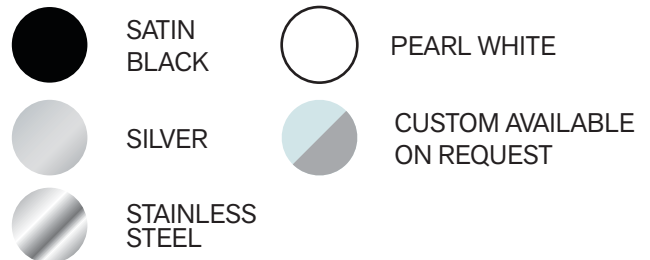 SATIN
BLACK
PEARL WHITE
SILVER
CUSTOM AVAILABLE
ON REQUEST
STAINLESS
STEEL